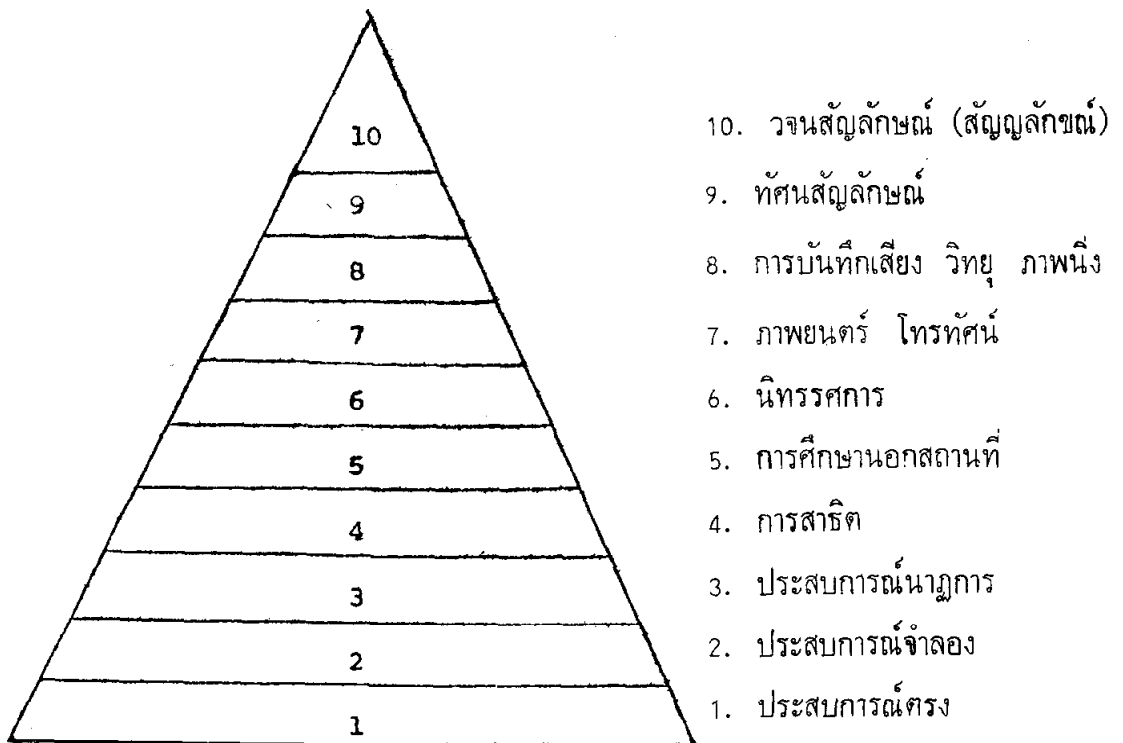 10
9
8
7
6
5
4
3
2
1
10. วจนสัญลักษณ์ (สัญญลักขณ์)
9. ทัศนสัญลักษณ์
8. การบันทึกเสียง วิทยุ ภาพนิ่ง
7. ภาพยนตร์ โทรทัศน์
6. นิทรรศการ
5. การศึกษานอกสถานที่
4. การสาธิต
3. ประสบการณ์นาฏการ
2. ประสบการณ์จำลอง
1. ประสบการณ์ตรง